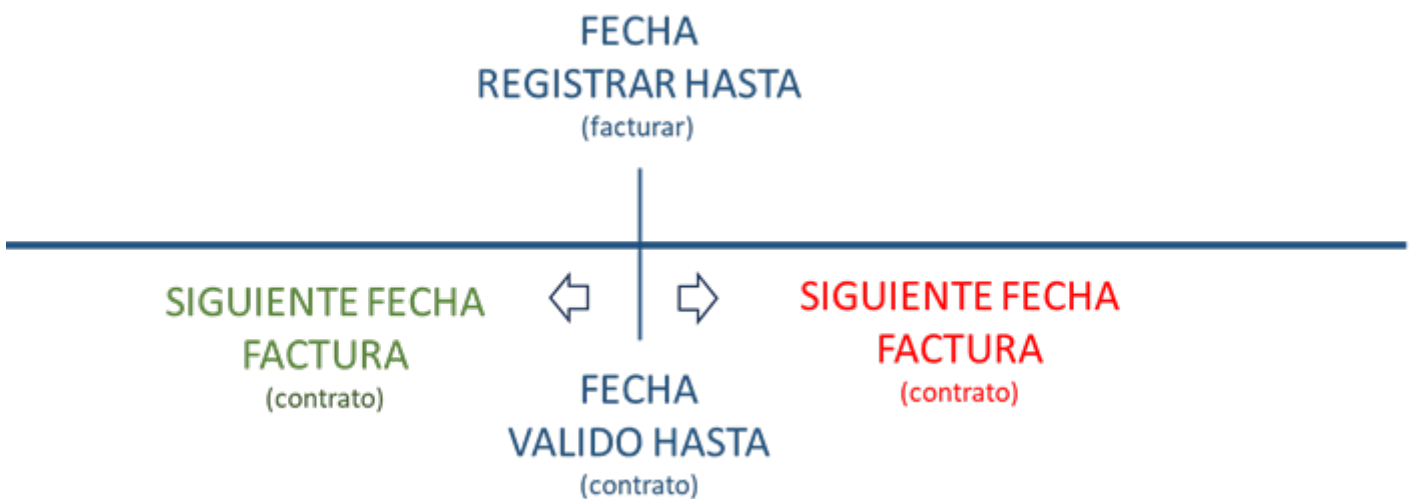 FECHA
REGISTRAR HASTA
(facturar)
SIGUIENTE FECHA
FACTURA
(contrato)
FECHA
VALIDO HASTA
(contrato)
SIGUIENTE FECHA
FACTURA
(contrato)